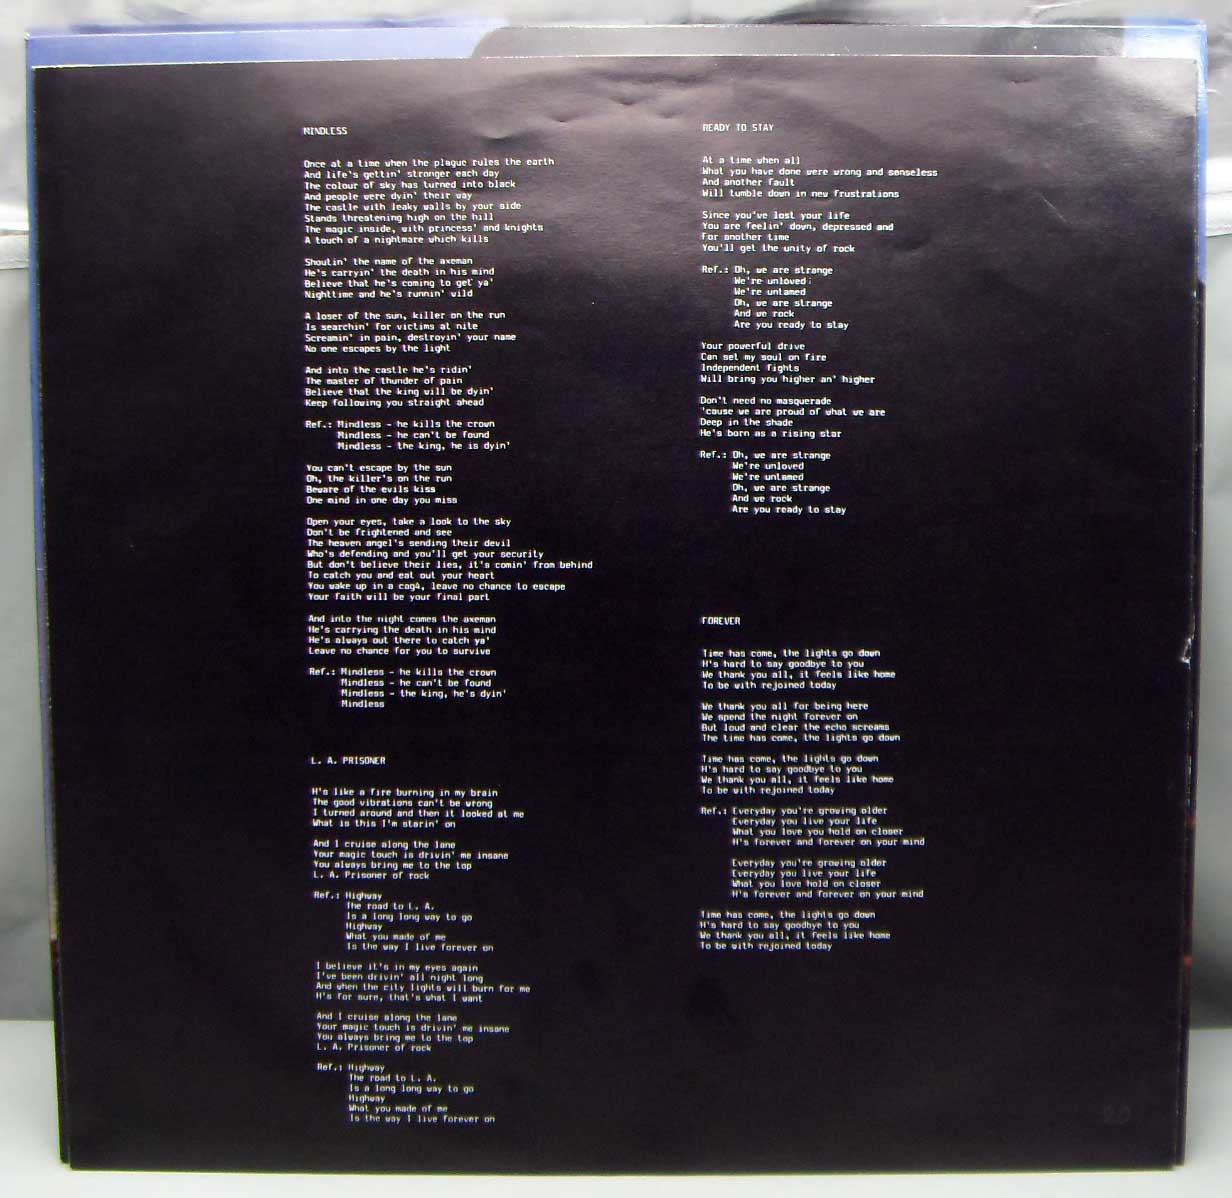 MINDLESS
Once at a time when the plague rules the earth
And life's gettin' stronger each day
The colour of sky has turned into black
And people were dyin' their way
The castle with leaky walls by your side
Stands threatening high on the hill
The magic inside, with princess' and knights
A touch of a nightmare which kills
Shoutin' the name of the axeman
He's carryin' the death in his mind
Believe that he's coming to get ya'
Nighttime and he's runnin' wild
A loser of the sun, killer on the run
Is searchin' for victims at nite
Screamin' in pain, destroyin' your name
No one escapes by the light
And into the castle he's ridin'
The master of thunder of pain
Believe that the king will be dyin'
Keep following you straight ahead
Ref.: Mindless - he kills the crown
Mindless - he can't be found
Mindless - the king, he is dyin'
You can't escape by the sun
Oh, the killer's on the run
Beware of the evils kiss
One mind in one day you miss
Open your eyes, take a look to the sky
Don't be frightened and see
The heaven angel's sending their devil
Who's defending and you'll get your security
But don't believe their lies, it's comin' from behind
To catch you and eat out your heart
You wake up in a cag4, leave no chance to escape
Your faith will be your final part
And into the night comes the axeman
He's carrying the death in his mind
He's always out there to catch ya'
Leave no chance for you to survive
Ref.: Mindless - he kills the crown
Mindless - he can't be found
Mindless - the king, he's dyin'
Mindless
L. A. PRISONER
H's like a fire burning in my brain
The good vibrations can't be wrong
I turned around and then it looked at me
What is this I'm starin' on
And I cruise along the lane
Your magic touch is drivin' me insane
You always bring me to the top
L. A. Prisoner of rock
Ref.: Highway
The road to L. A.
Is a long long way to go
Highway
What you made of me
Is the way I live forever on
I believe it's in my eyes again
I've been drivin' all night long
And when the city lights will burn for me
H's for sure, that's what I want
And I cruise along the lane
Your magic touch is drivin' me insane
You always bring me to the top
L. A. Prisoner of rock
Ref.: Highway
The road to L. A.
Is a long long way to go
Highway
What you made of me
Is the way I live forever on
READY TO STAY
At a time when all
What you have done were wrong and senseless
And another fault
Will tumble down in new frustrations
Since you've lost your life
You are feelin' down, depressed and
For another time
You'll get the unity of rock
Ref.: Oh, we are strange
We're unloved
We're untamed
Oh, we are strange
And we rock
Are you ready to stay
Your powerful drive
Can set my soul on fire
Independent fights
Will bring you higher an' higher
Don't need no masquerade
'cause we are proud of what we are
Deep in the shade
He's born as a rising star
Ref.: Oh, we are strange
We're unloved
We're untamed
Oh, we are strange
And we rock
Are you ready to stay
FOREVER
Time has come, the lights go down
H's hard to say goodbye to you
We thank you all, it feels like home
To be with rejoined today
We thank you all for being here
We spend the night forever on
But loud and clear the echo screams
The time has come, the lights go down
Time has come, the lights go down
H's hard to say goodbye to you
We thank you all, it feels like home
To be with rejoined today
Ref.: Everyday you're growing older
Everyday you live your life
What you love you hold on closer
H's forever and forever on your mind
Everyday you're growing older
Everyday you live your life
What you love hold on closer
H's forever and forever on your mind
Time has come, the lights go down
H's hard to say goodbye to you
We thank you all, it feels like home
To be with rejoined today